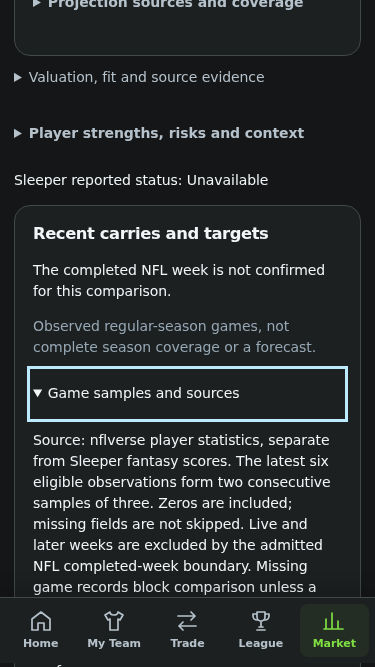 Projection sources and coverage
Valuation, fit and source evidence
Player strengths, risks and context
Sleeper reported status: Unavailable
Recent carries and targets
The completed NFL week is not confirmed
for this comparison.
Observed regular-season games, not
complete season coverage or a forecast.
Game samples and sources
Source: nflverse player statistics, separate
from Sleeper fantasy scores. The latest six
eligible observations form two consecutive
samples of three. Zeros are included;
missing fields are not skipped. Live and
later weeks are excluded by the admitted
NFL completed-week boundary. Missing
game records block comparison unless a
Home My Team Trade League Market